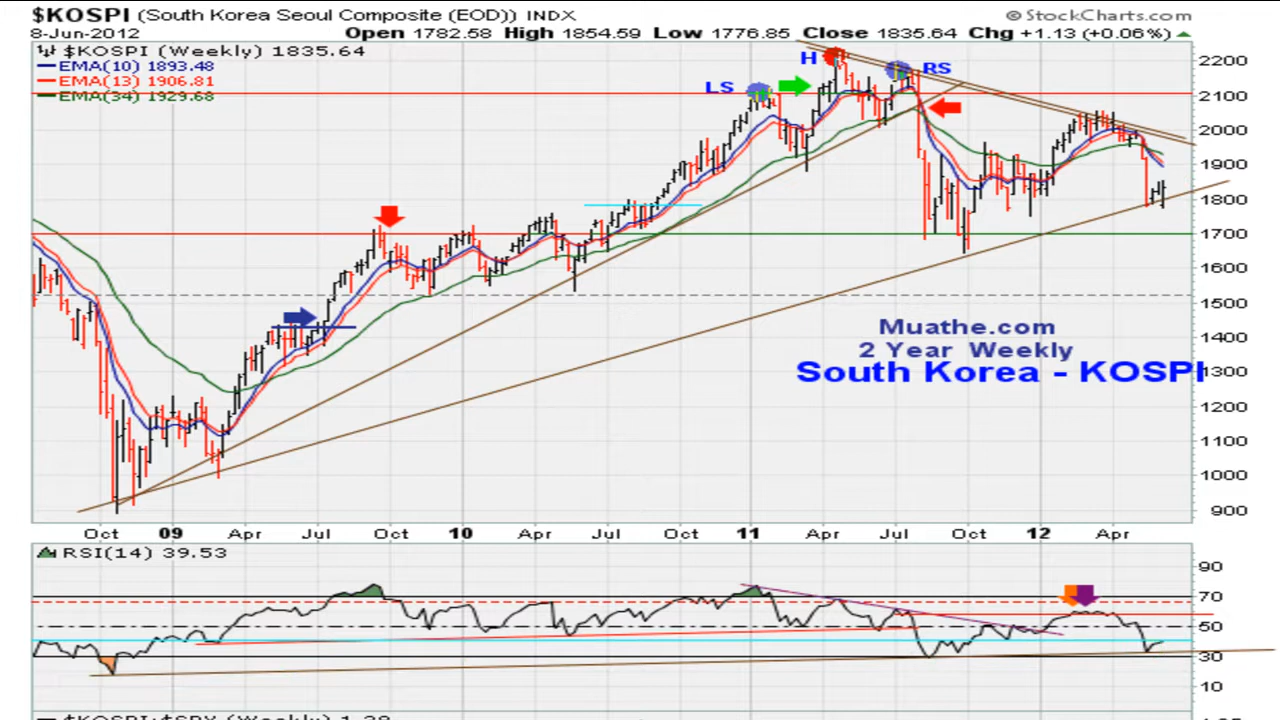 $KOSPI (South Korea Seoul Composite (EOD)) INDX © StockCharts.com
8-Jun-2012 Open 1782.58 High 1854.59 Low 1776.85 Close 1835.64 Chg +1.13 (+0.06%)
$KOSPI (Weekly) 1835.64
EMA(10) 1893.48
EMA(13) 1906.81
EMA(34) 1929.68
LS
H
RS
2200
2100
2000
1900
1800
1700
1600
1500
1400
1300
1200
1100
1000
900
Muathe.com
2 Year Weekly
South Korea - KOSPI
Oct 09 Apr Jul Oct 10 Apr Jul Oct 11 Apr Jul Oct 12 Apr
RSI(14) 39.53
90
70
50
30
10
(Weekly)